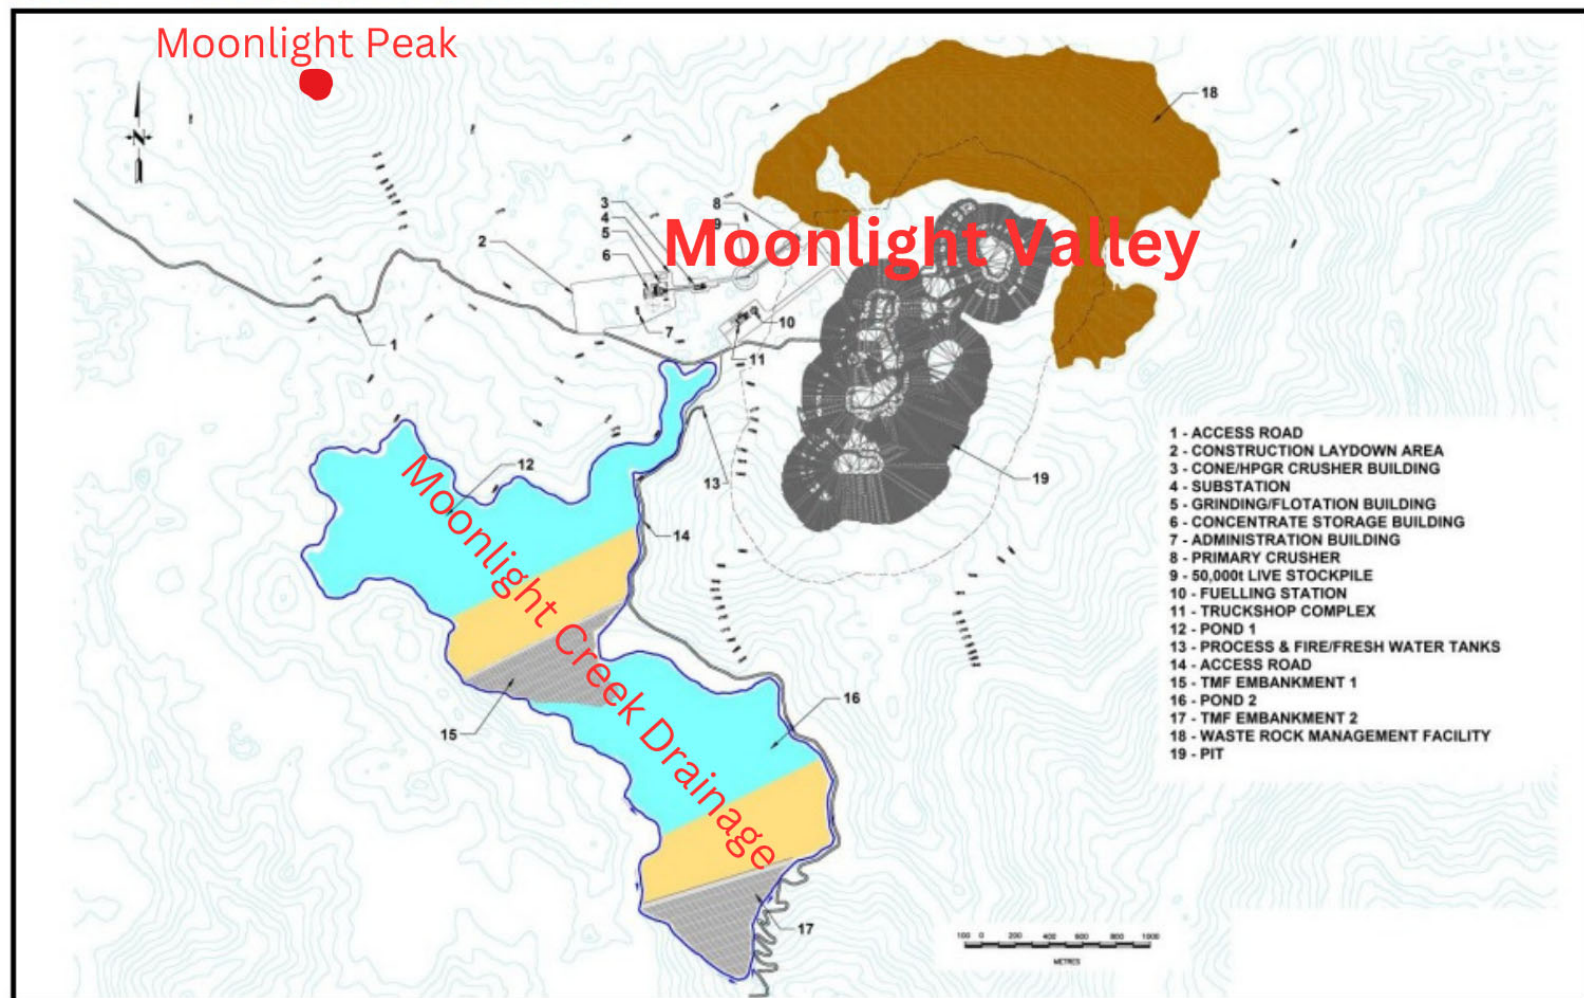 Moonlight Peak
N
18
3
4
5
6
8
9
2
Moonlight Valley
7
10
11
1
12
13
14
19
Moonlight Creek Drainage
15
16
17
1 - ACCESS ROAD
2 - CONSTRUCTION LAYDOWN AREA
3 - CONE/HPGR CRUSHER BUILDING
4 - SUBSTATION
5 - GRINDING/FLOTATION BUILDING
6 - CONCENTRATE STORAGE BUILDING
7 - ADMINISTRATION BUILDING
8 - PRIMARY CRUSHER
9 - 50,000t LIVE STOCKPILE
10 - FUELLING STATION
11 - TRUCKSHOP COMPLEX
12 - POND 1
13 - PROCESS & FIRE/FRESH WATER TANKS
14 - ACCESS ROAD
15 - TMF EMBANKMENT 1
16 - POND 2
17 - TMF EMBANKMENT 2
18 - WASTE ROCK MANAGEMENT FACILITY
19 - PIT
100 0 200 400 600 800 1000
METRES